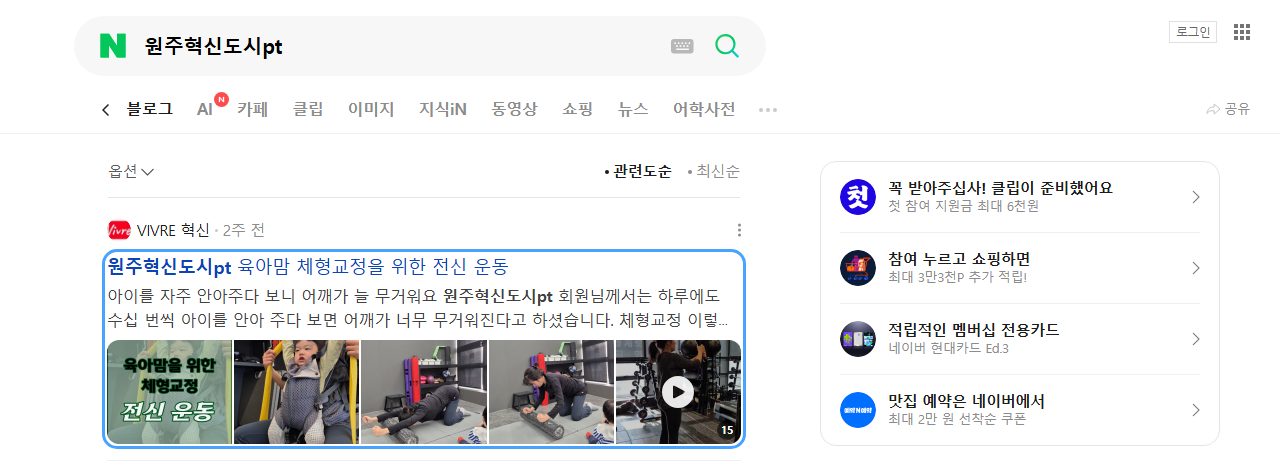 N 원주혁신도시pt
로그인
블로그 AI N 카페 클립 이미지 지식iN 동영상 쇼핑 뉴스 어학사전
공유
옵션
• 관련도순 • 최신순
Vivre VIVRE 혁신 · 2주 전
원주혁신도시pt 육아맘 체형교정을 위한 전신 운동
아이를 자주 안아주다 보니 어깨가 늘 무거워요 원주혁신도시pt 회원님께서는 하루에도
수십 번씩 아이를 안아 주다 보면 어깨가 너무 무거워진다고 하셨습니다. 체형교정 이렇...
육아맘을 위한
체형교정
전신 운동
15
첫
꼭 받아주십사! 클립이 준비했어요
첫 참여 지원금 최대 6천원
참여 누르고 쇼핑하면
최대 3만3천P 추가 적립!
적립적인 멤버십 전용카드
네이버 현대카드 Ed.3
맛집 예약은 네이버에서
최대 2만 원 선착순 쿠폰